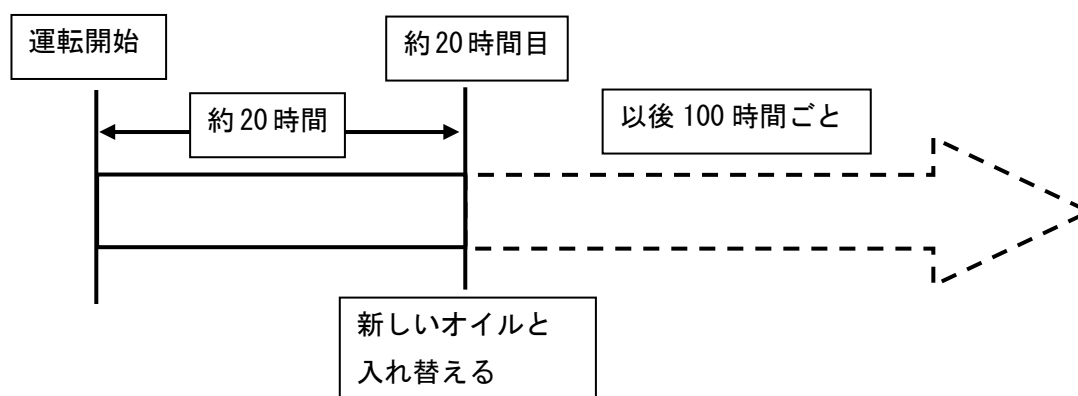 運転開始
約20時間目
約20時間
以後100時間ごと
新しいオイルと
入れ替える